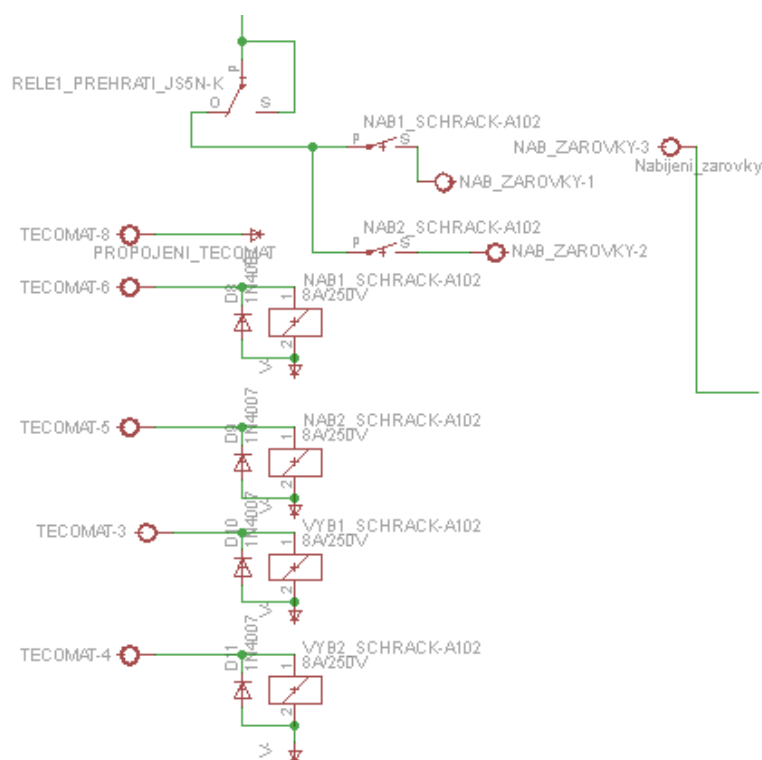 P
RELE1_PREHRATI_JS5N-K
O
S
NAB1_SCHRACK-A102
P
S
NAB_ZAROVKY-3
Nabijeni_zarovky
NAB_ZAROVKY-1
NAB2_SCHRACK-A102
P
S
NAB_ZAROVKY-2
TECOMAT-8
PROPOJENI_TECOMAT
TECOMAT-6
D8
NAB1_SCHRACK-A102
8A/250V
1
2
V-
TECOMAT-5
D9
1N4007
NAB2_SCHRACK-A102
8A/250V
1
2
V-
TECOMAT-3
D10
1N4007
VYB1_SCHRACK-A102
8A/250V
1
2
V-
TECOMAT-4
D11
1N4007
VYB2_SCHRACK-A102
8A/250V
1
2
V-